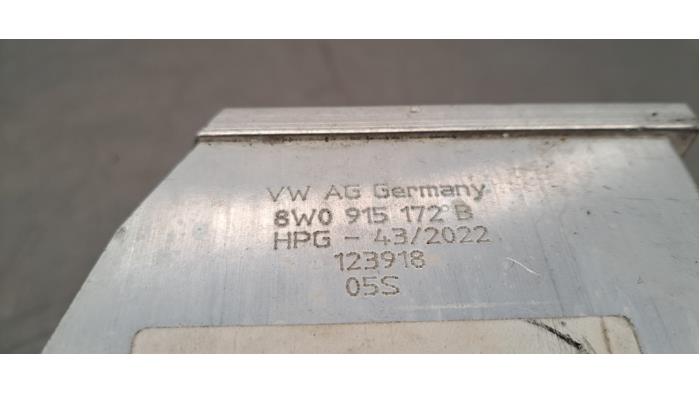 VW AG Germany
8W0 915 172 B
HPG - 43/2022
123918
05S